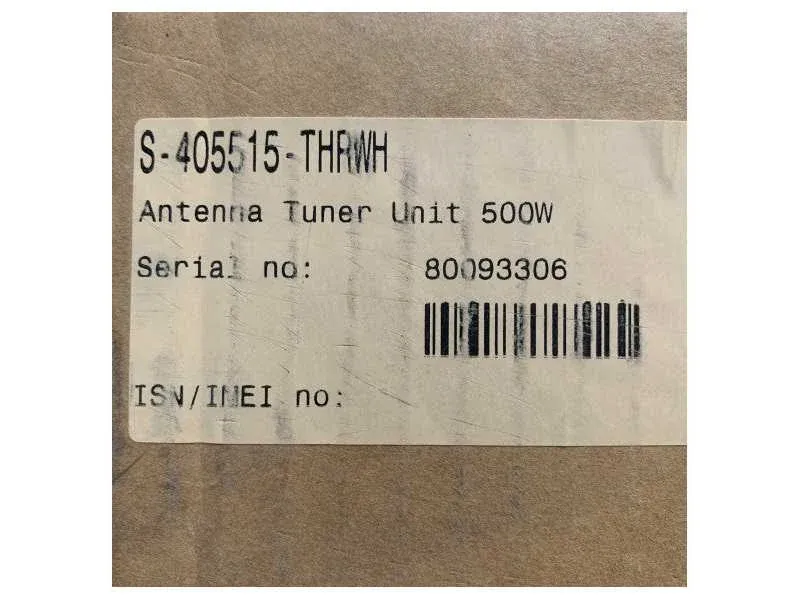 S-405515-THRWH
Antenna Tuner Unit 500W
Serial no: 80093306
ISN/IMEI no: